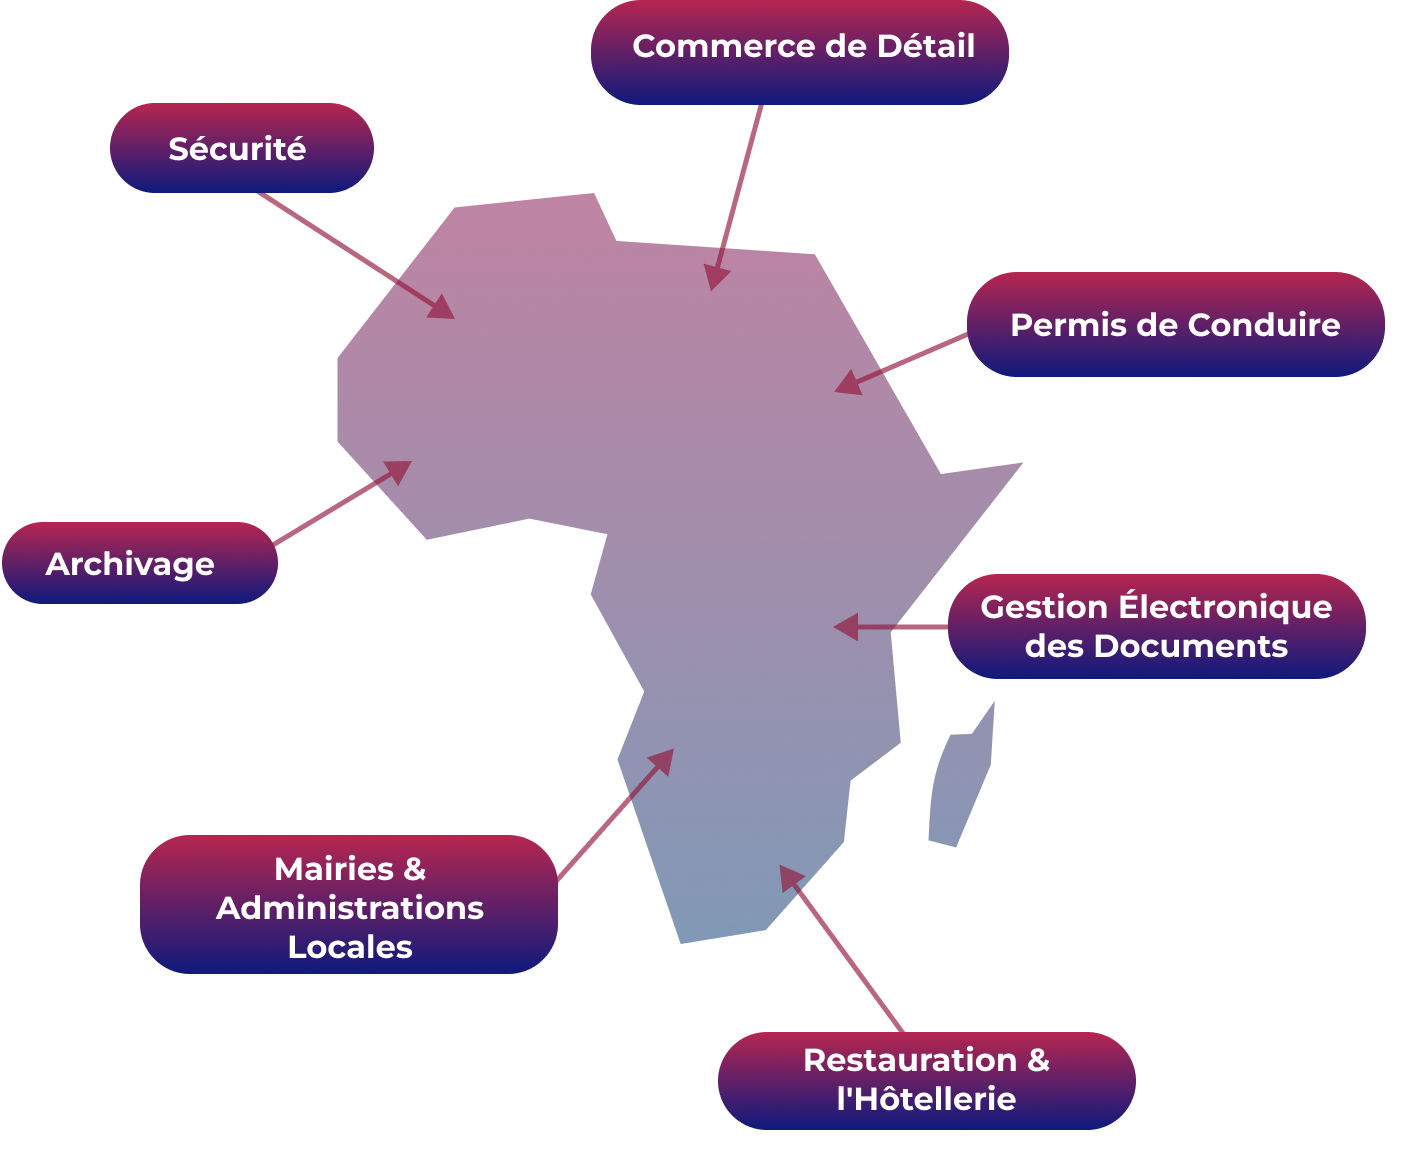 Commerce de Détail
Sécurité
Permis de Conduire
Archivage
Gestion Électronique
des Documents
Mairies &
Administrations
Locales
Restauration &
l'Hôtellerie